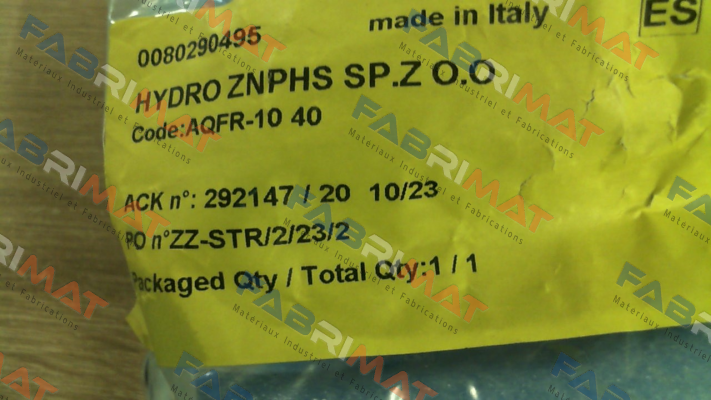 made in Italy
ES
0080290495
HYDRO ZNPHS SP.Z O.O
Code:AQFR-10 40
ACK n°: 292147 / 20 10/23
PO n°ZZ-STR/2/23/2
Packaged Qty / Total Qty:1 / 1
FABRIMAT
Materiaux Industriel et Fabrications